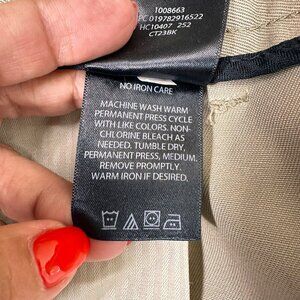 1008663
PC 019782916522
HC10407 252
CT23BK
NO IRON CARE
MACHINE WASH WARM
PERMANENT PRESS CYCLE
WITH LIKE COLORS. NON-
CHLORINE BLEACH AS
NEEDED. TUMBLE DRY,
PERMANENT PRESS, MEDIUM.
REMOVE PROMPTLY.
WARM IRON IF DESIRED.